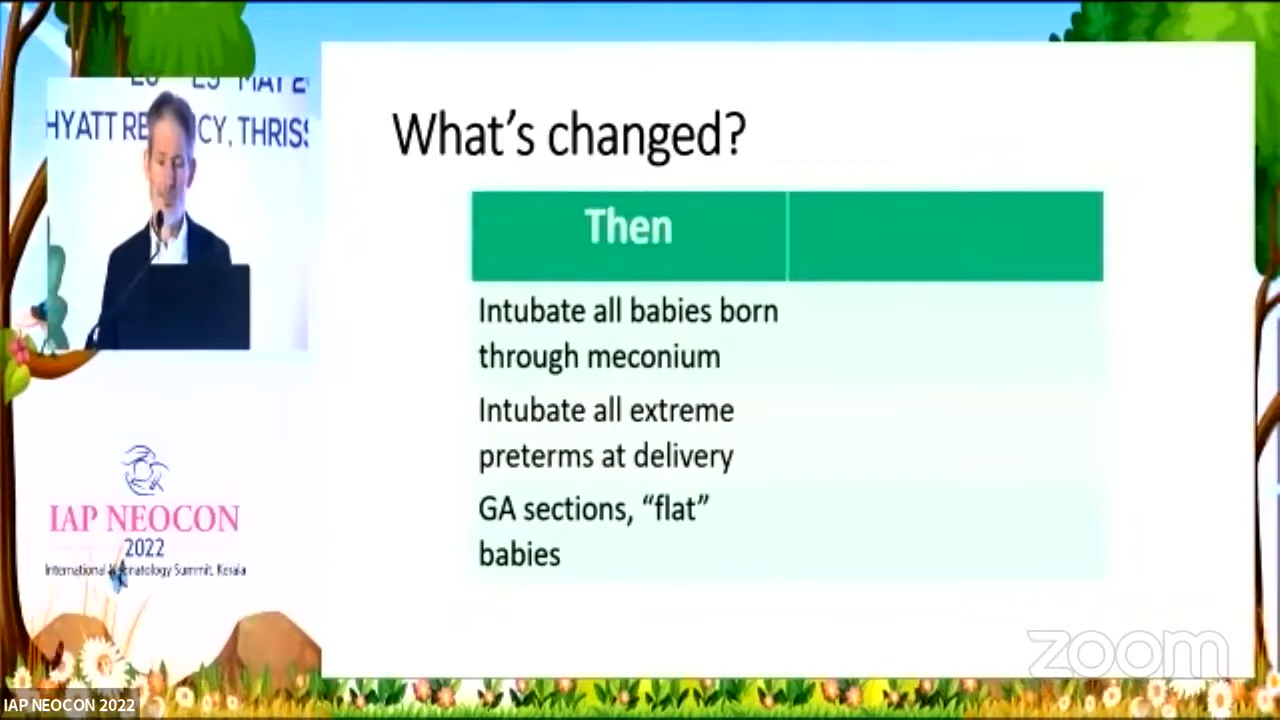 HYATT RE
CY, THRISS
What's changed?
Then
Intubate all babies born
through meconium
Intubate all extreme
preterms at delivery
GA sections, “flat”
babies
IAP NEOCON
2022
International Neonatology Summit, Kerala
zoom
IAP NEOCON 2022